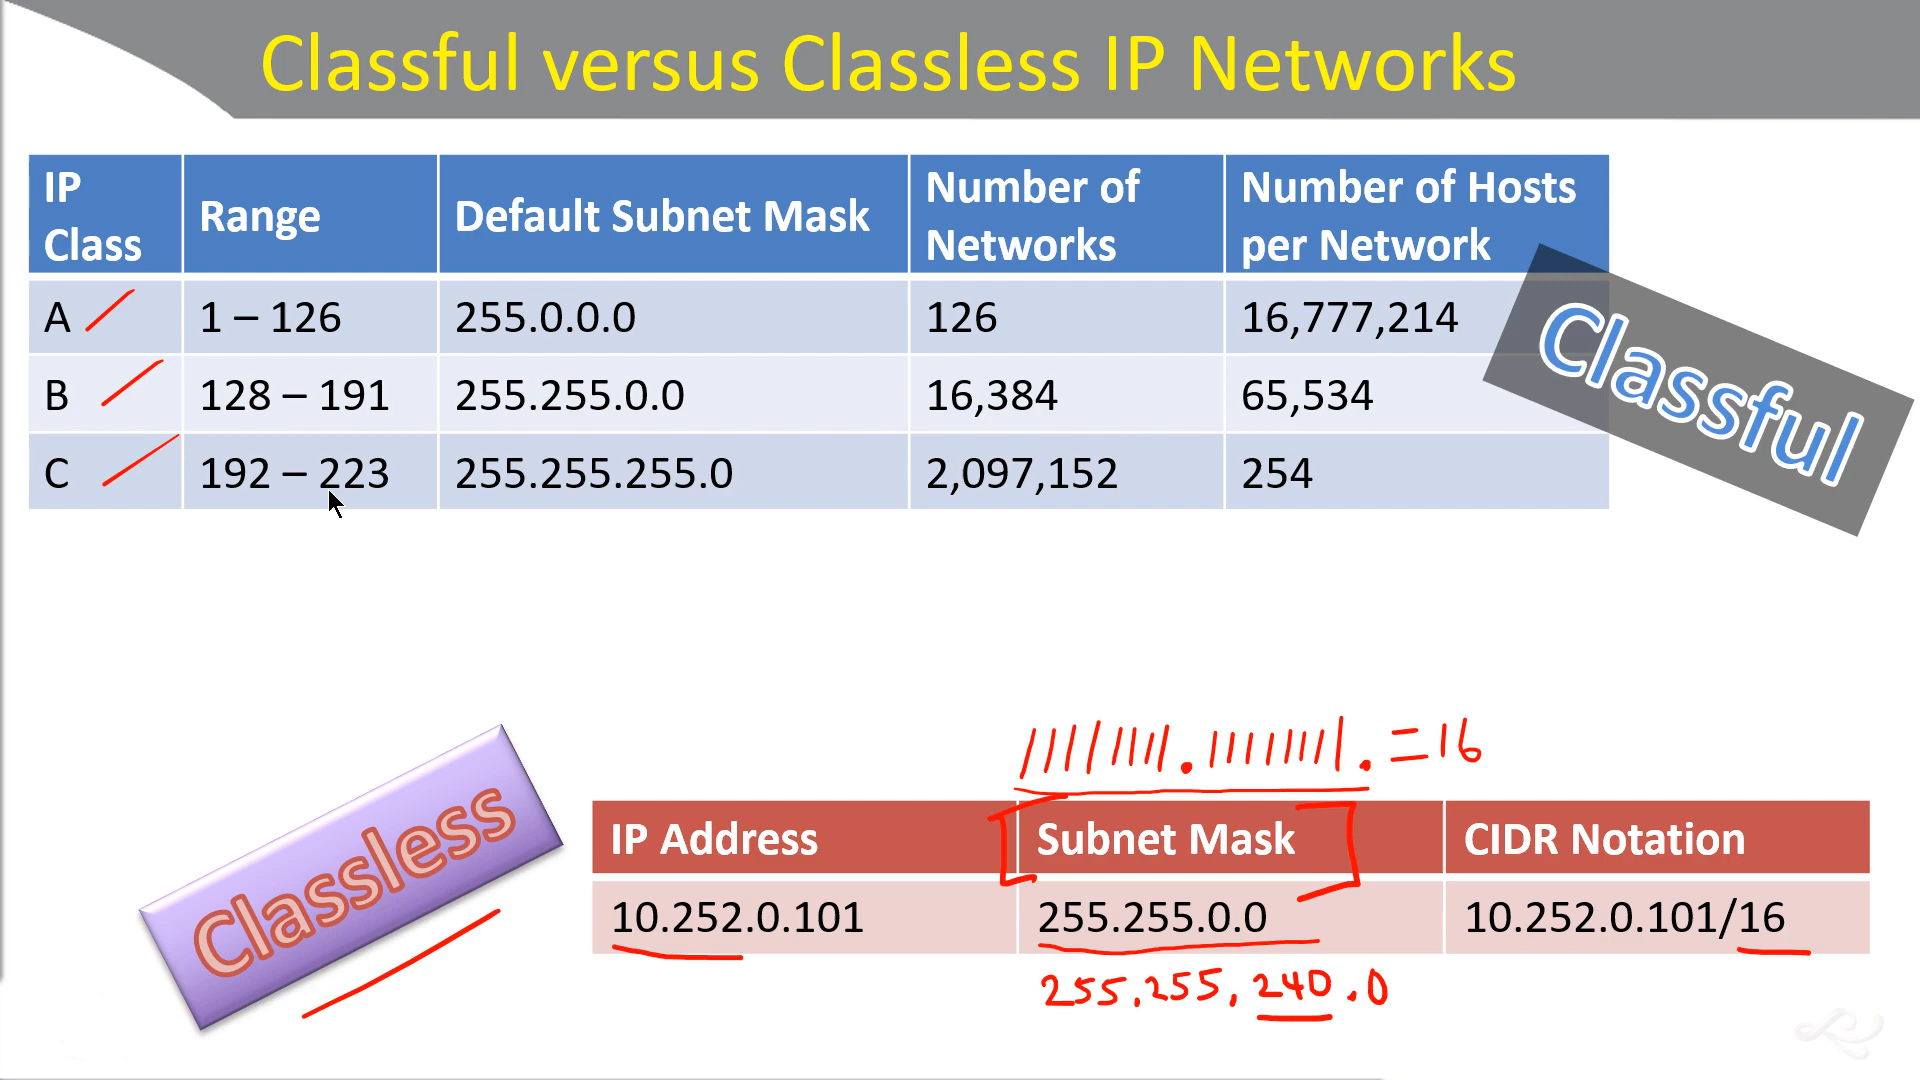 Classful versus Classless IP Networks
IP Class Range Default Subnet Mask Number of Networks Number of Hosts per Network
A 1 – 126 255.0.0.0 126 16,777,214
B 128 – 191 255.255.0.0 16,384 65,534
C 192 – 223 255.255.255.0 2,097,152 254
Classful
11111111.11111111. = 16
Classless
IP Address Subnet Mask CIDR Notation
10.252.0.101 255.255.0.0 10.252.0.101/16
255.255.240.0